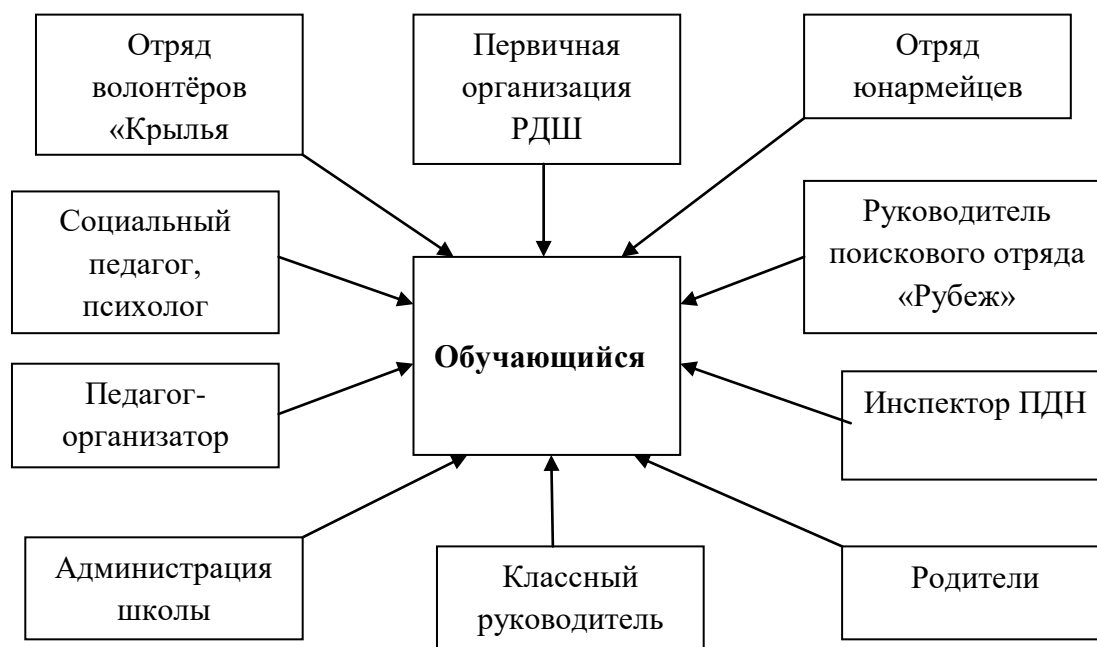 Отряд
волонтёров
«Крылья
Первичная
организация
РДШ
Отряд
юнармейцев
Социальный
педагог,
психолог
Руководитель
поискового отряда
«Рубеж»
Обучающийся
Педагог-
организатор
Инспектор ПДН
Администрация
школы
Классный
руководитель
Родители